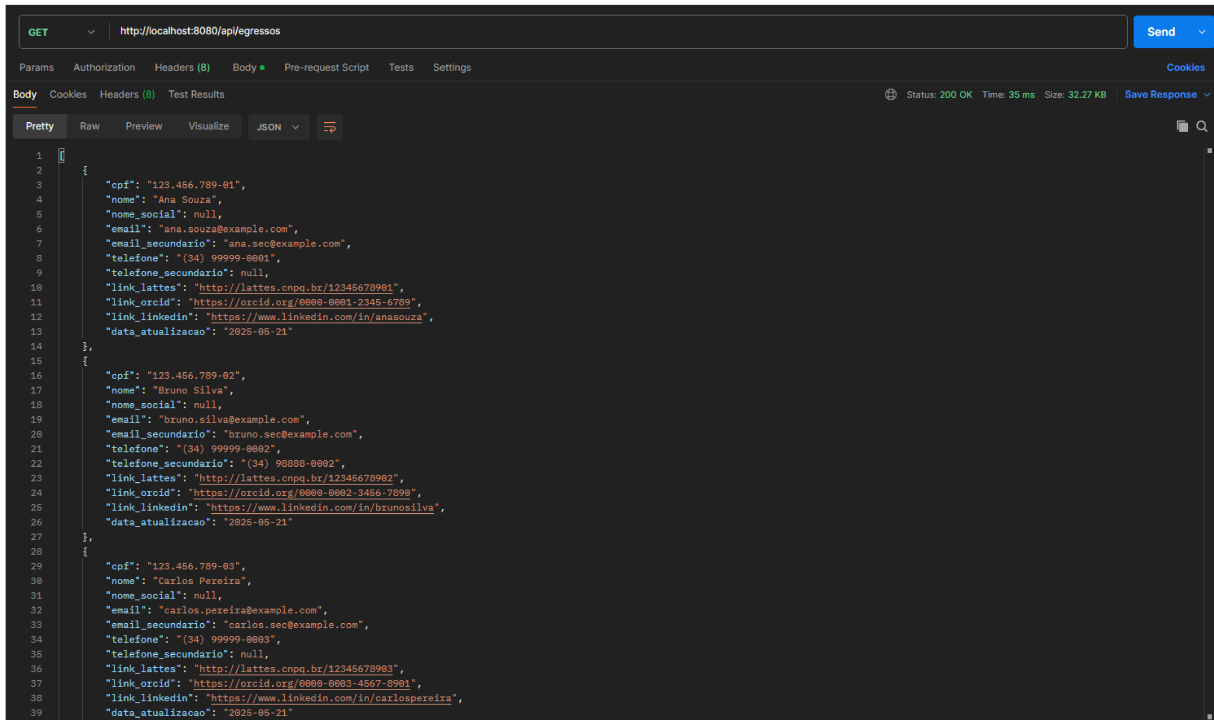 GET http://localhost:8080/api/egressos Send
Params Authorization Headers (8) Body Pre-request Script Tests Settings Cookies
Body Cookies Headers (8) Test Results Status: 200 OK Time: 35 ms Size: 32.27 KB Save Response
Pretty Raw Preview Visualize JSON
1 [
2 {
3 "cpf": "123.456.789-01",
4 "nome": "Ana Souza",
5 "nome_social": null,
6 "email": "ana.souza@example.com",
7 "email_secundario": "ana.sec@example.com",
8 "telefone": "(34) 99999-0001",
9 "telefone_secundario": null,
10 "link_lattes": "http://lattes.cnpq.br/12345678901",
11 "link_orcid": "https://orcid.org/0000-0001-2345-6789",
12 "link_linkedin": "https://www.linkedin.com/in/anasouza",
13 "data_atualizacao": "2025-05-21"
14 },
15 {
16 "cpf": "123.456.789-02",
17 "nome": "Bruno Silva",
18 "nome_social": null,
19 "email": "bruno.silva@example.com",
20 "email_secundario": "bruno.sec@example.com",
21 "telefone": "(34) 99999-0002",
22 "telefone_secundario": "(34) 98888-0002",
23 "link_lattes": "http://lattes.cnpq.br/12345678902",
24 "link_orcid": "https://orcid.org/0000-0002-3456-7890",
25 "link_linkedin": "https://www.linkedin.com/in/brunosilva",
26 "data_atualizacao": "2025-05-21"
27 },
28 {
29 "cpf": "123.456.789-03",
30 "nome": "Carlos Pereira",
31 "nome_social": null,
32 "email": "carlos.pereira@example.com",
33 "email_secundario": "carlos.sec@example.com",
34 "telefone": "(34) 99999-0003",
35 "telefone_secundario": null,
36 "link_lattes": "http://lattes.cnpq.br/12345678903",
37 "link_orcid": "https://orcid.org/0000-0003-4567-8901",
38 "link_linkedin": "https://www.linkedin.com/in/carlospereira",
39 "data_atualizacao": "2025-05-21"